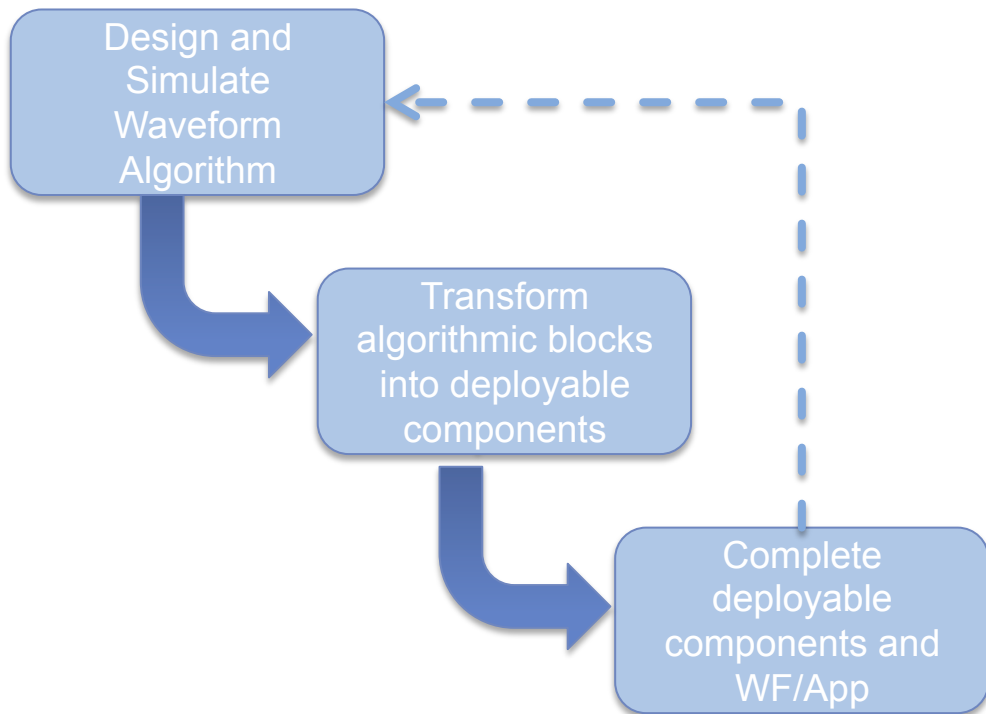 Design and
Simulate
Waveform
Algorithm
Transform
algorithmic blocks
into deployable
components
Complete
deployable
components and
WF/App